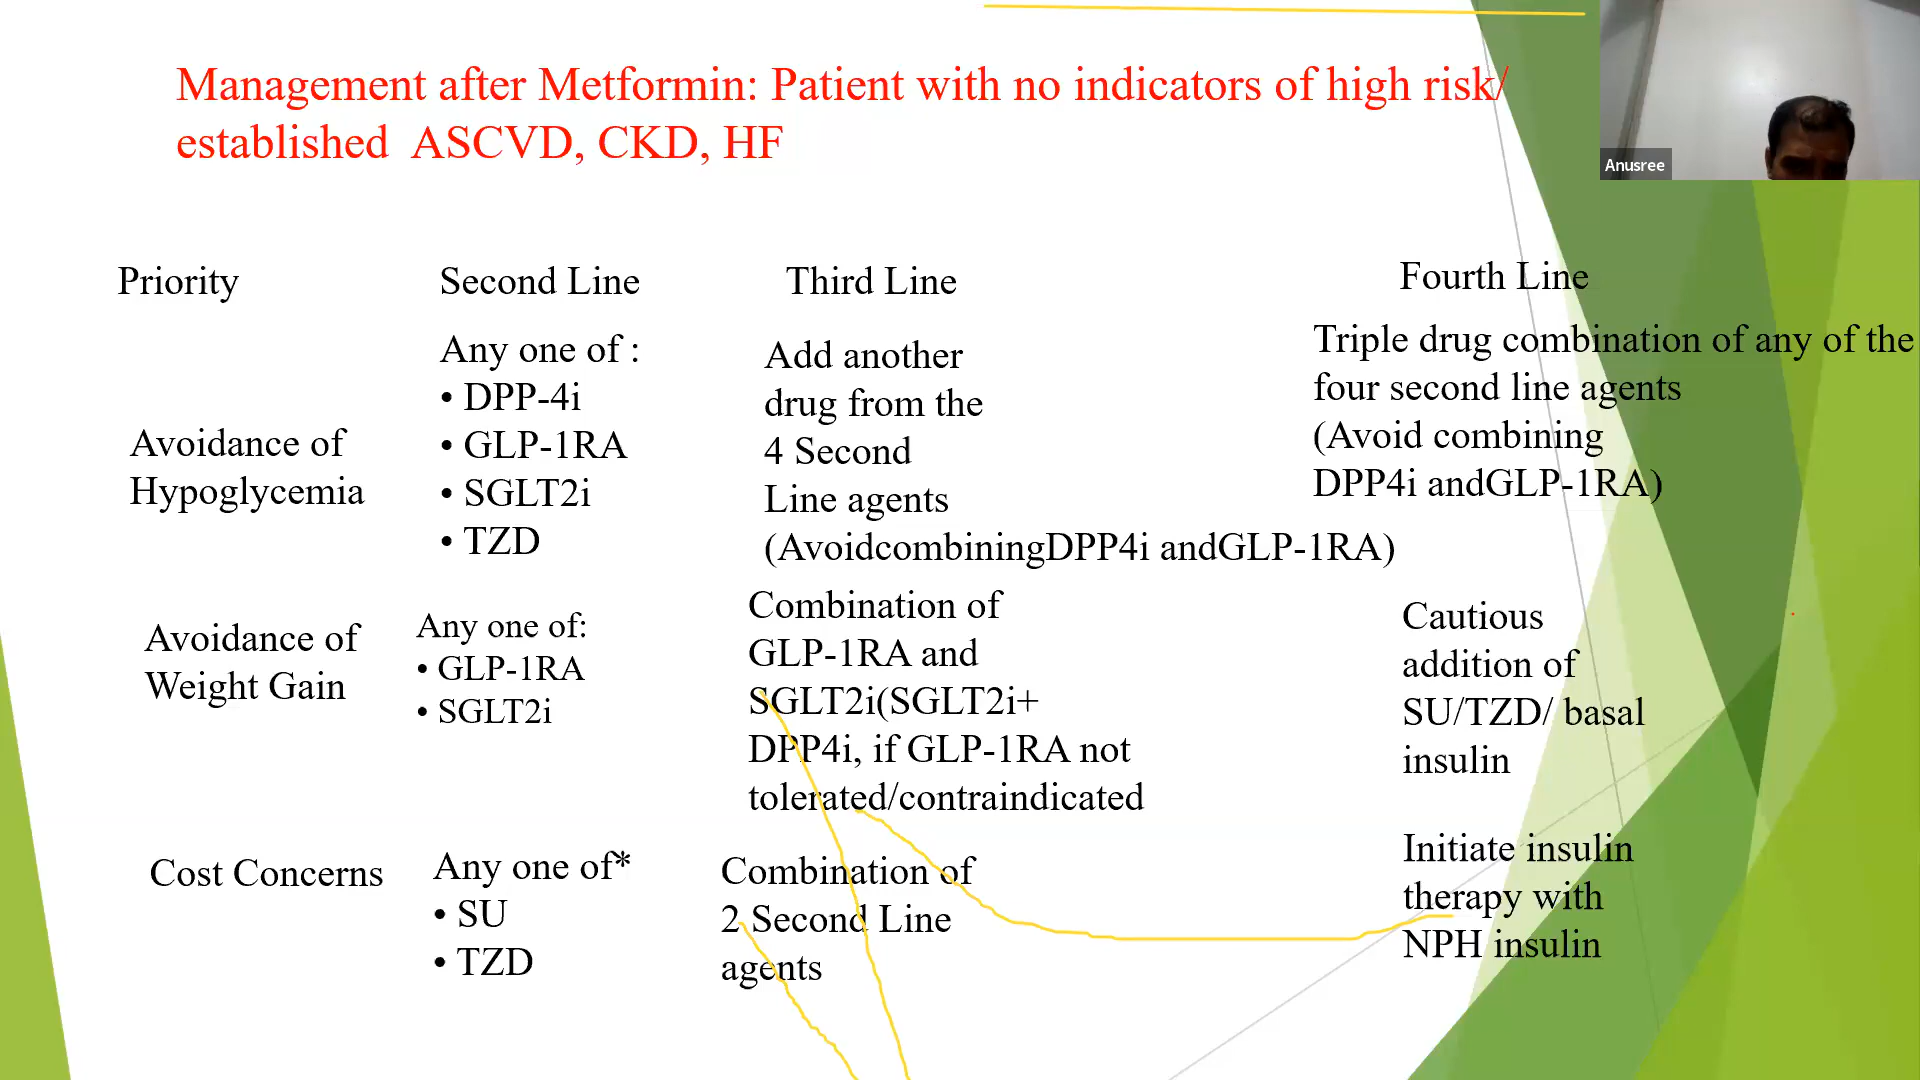 Management after Metformin: Patient with no indicators of high risk/
established ASCVD, CKD, HF
Anusree
Priority
Second Line
Third Line
Fourth Line
Avoidance of
Hypoglycemia
Any one of :
• DPP-4i
• GLP-1RA
• SGLT2i
• TZD
Add another
drug from the
4 Second
Line agents
(AvoidcombiningDPP4i andGLP-1RA)
Triple drug combination of any of the
four second line agents
(Avoid combining
DPP4i andGLP-1RA)
Avoidance of
Weight Gain
Any one of:
• GLP-1RA
• SGLT2i
Combination of
GLP-1RA and
SGLT2i(SGLT2i+
DPP4i, if GLP-1RA not
tolerated/contraindicated
Cautious
addition of
SU/TZD/ basal
insulin
Cost Concerns
Any one of*
• SU
• TZD
Combination of
2 Second Line
agents
Initiate insulin
therapy with
NPH insulin